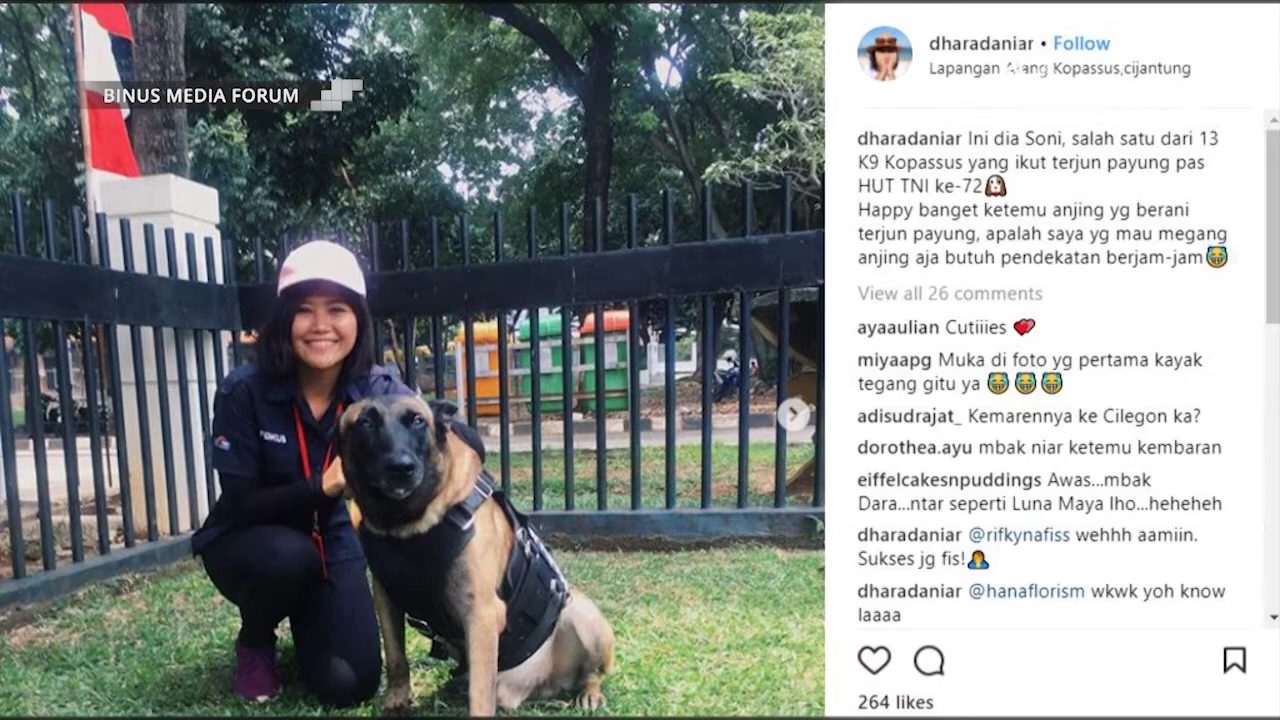 BINUS MEDIA FORUM
dharadaniar • Follow
Lapangan Kopassus,cijantung
dharadaniar Ini dia Soni, salah satu dari 13
K9 Kopassus yang ikut terjun payung pas
HUT TNI ke-72
Happy banget ketemu anjing yg berani
terjun payung, apalah saya yg mau megang
anjing aja butuh pendekatan berjam-jam
View all 26 comments
ayaaulian Cutiiies
miyaapg Muka di foto yg pertama kayak
tegang gitu ya
adisudrajat_ Kemarennya ke Cilegon ka?
dorothea.ayu mbak niar ketemu kembaran
eiffelcakesnpuddings Awas...mbak
Dara...ntar seperti Luna Maya lho...heheheh
dharadaniar @rifkynafiss wehhh aamiin.
Sukses jg fis!
dharadaniar @hanaflorism wkwk yoh know
laaaa
264 likes